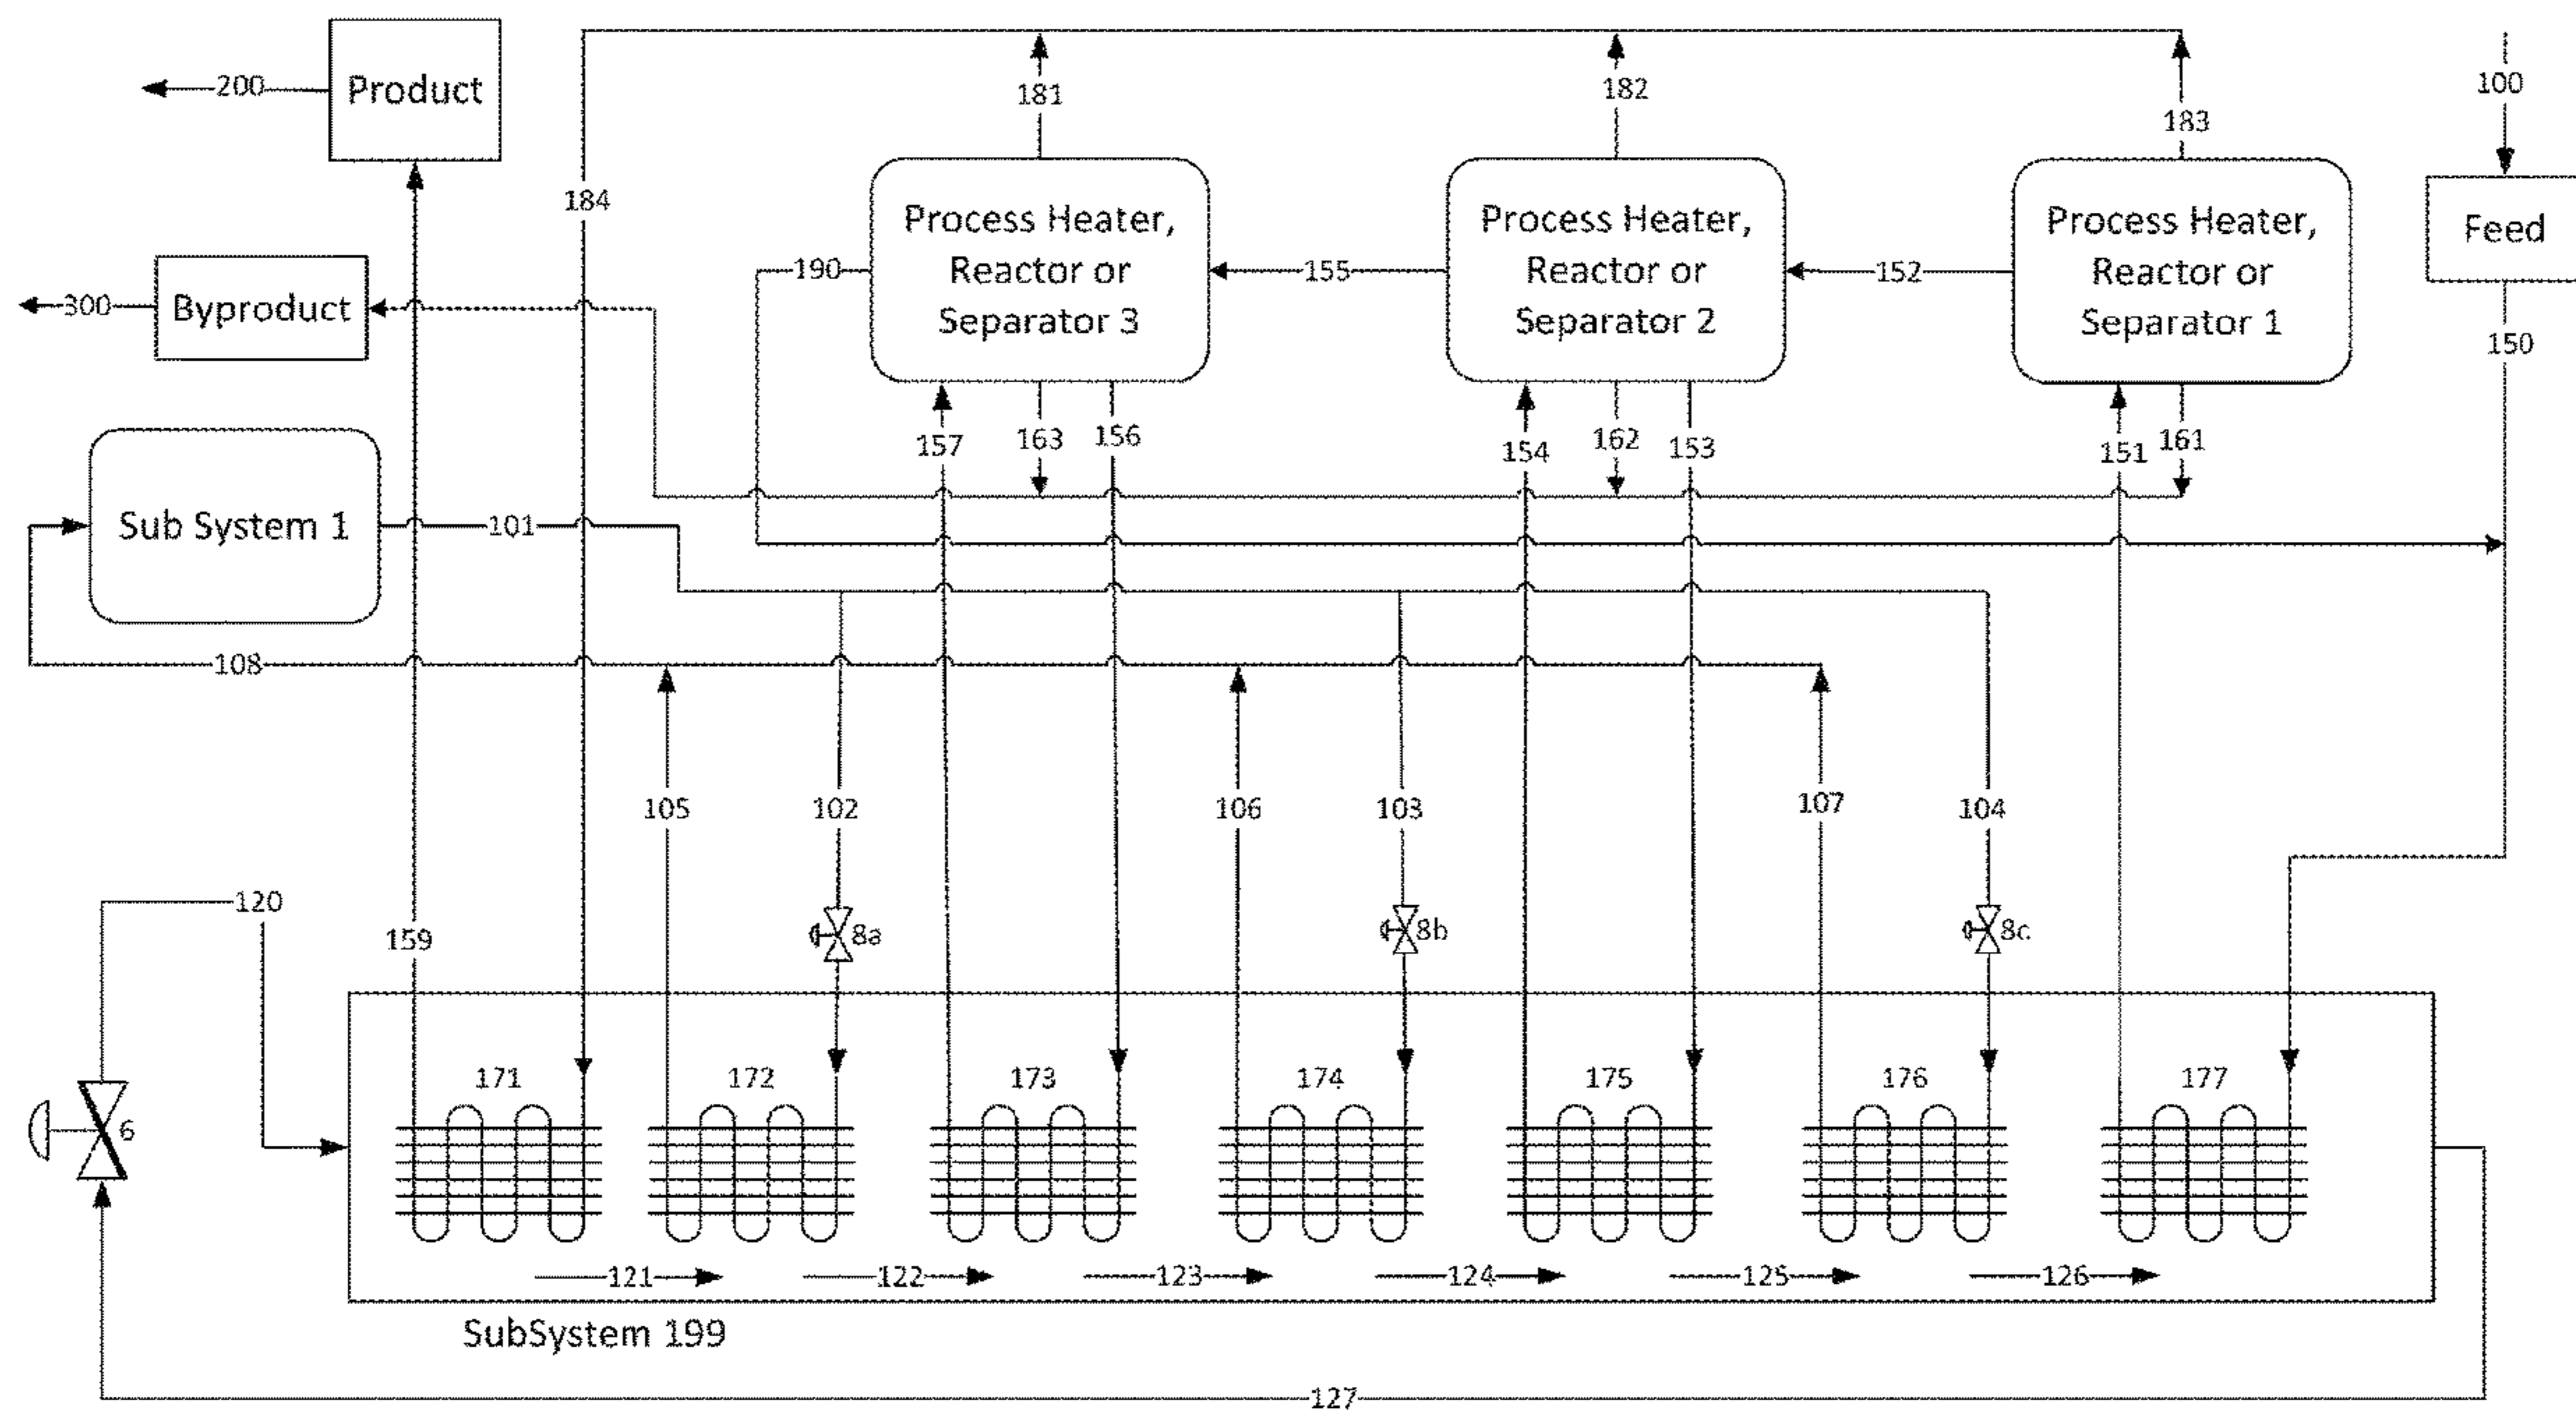 200
Product
181
182
183
100
184
Process Heater,
Reactor or
Separator 3
Process Heater,
Reactor or
Separator 2
Process Heater,
Reactor or
Separator 1
Feed
190
155
152
300
Byproduct
150
157
163
156
154
162
153
151
161
Sub System 1
101
108
105
102
106
103
107
104
120
159
8a
8b
8c
6
171
172
173
174
175
176
177
121
122
123
124
125
126
SubSystem 199
127